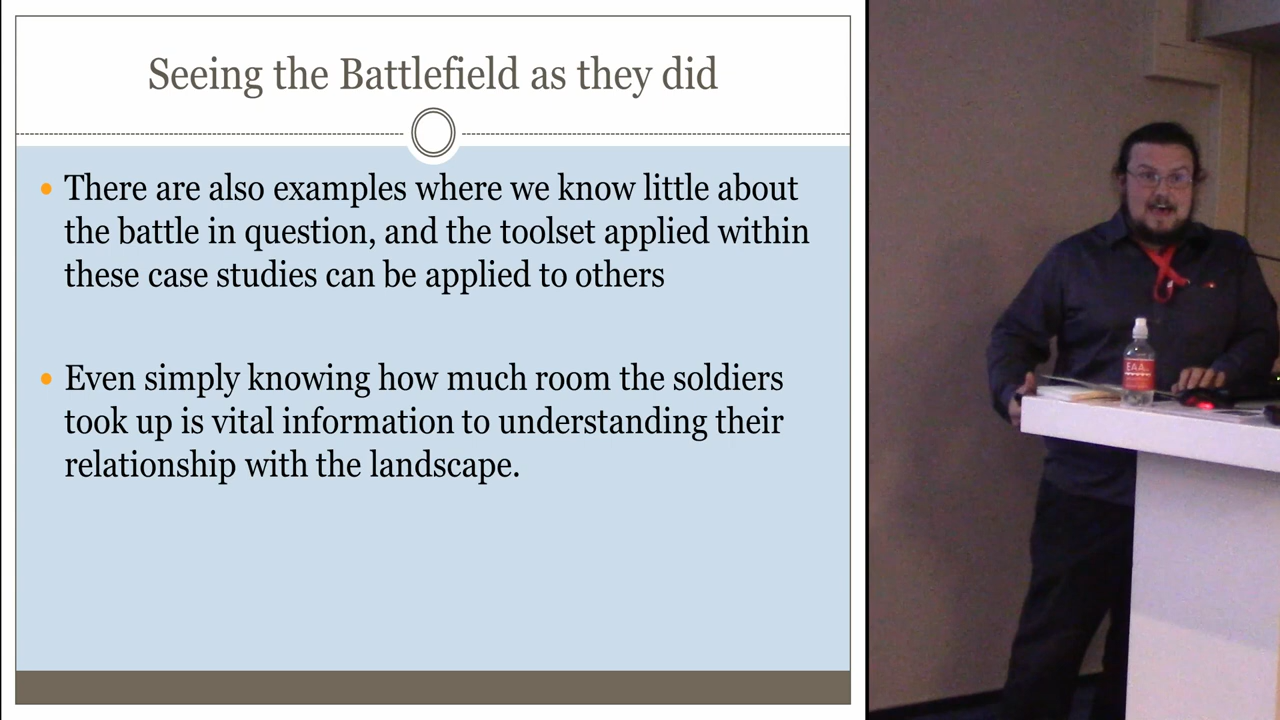 Seeing the Battlefield as they did
There are also examples where we know little about
the battle in question, and the toolset applied within
these case studies can be applied to others
Even simply knowing how much room the soldiers
took up is vital information to understanding their
relationship with the landscape.
EAA